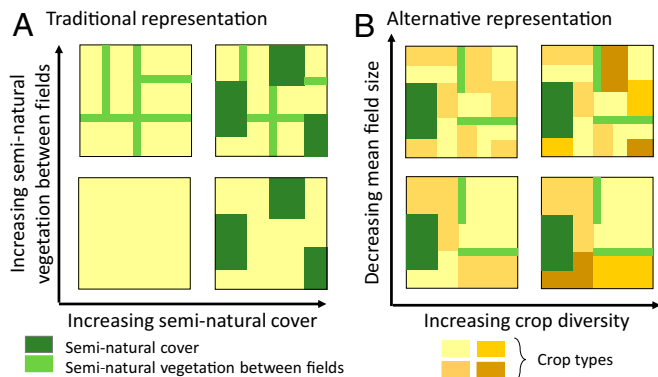 A Traditional representation
Increasing semi-natural
vegetation between fields
Increasing semi-natural cover
Semi-natural cover
Semi-natural vegetation between fields
B Alternative representation
Decreasing mean field size
Increasing crop diversity
Crop types